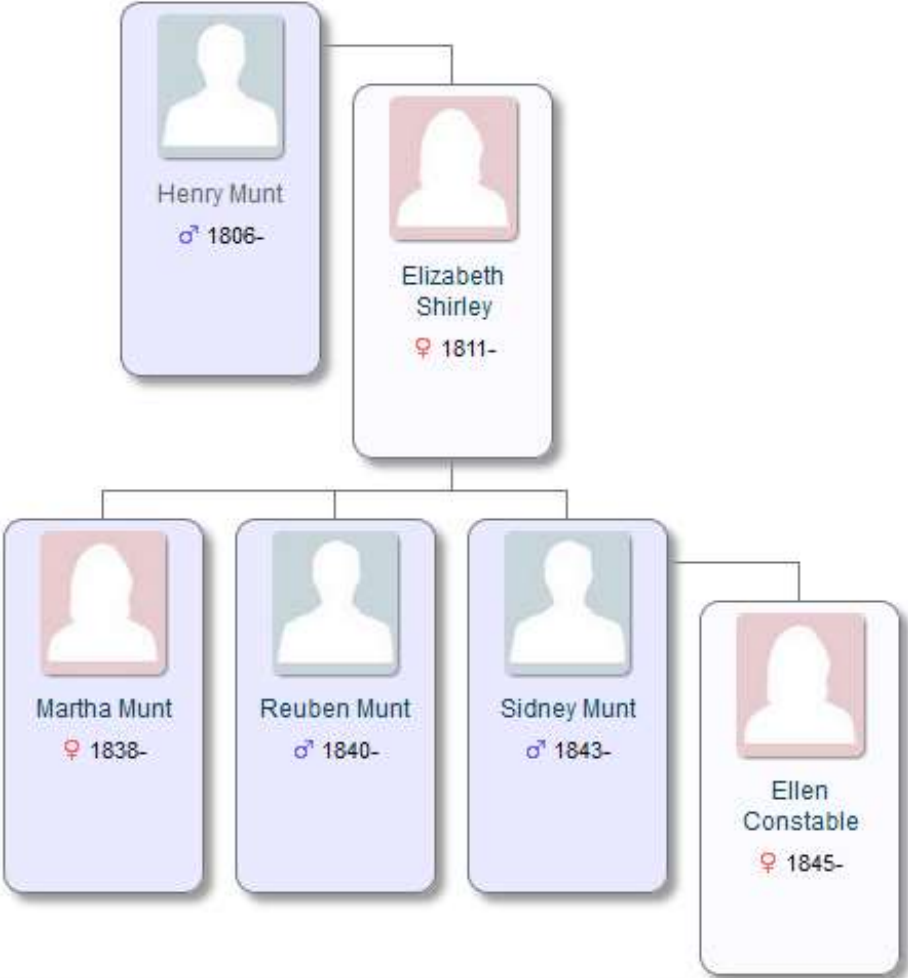 Henry Munt
♂ 1806-
Elizabeth
Shirley
♀ 1811-
Martha Munt
♀ 1838-
Reuben Munt
♂ 1840-
Sidney Munt
♂ 1843-
Ellen
Constable
♀ 1845-